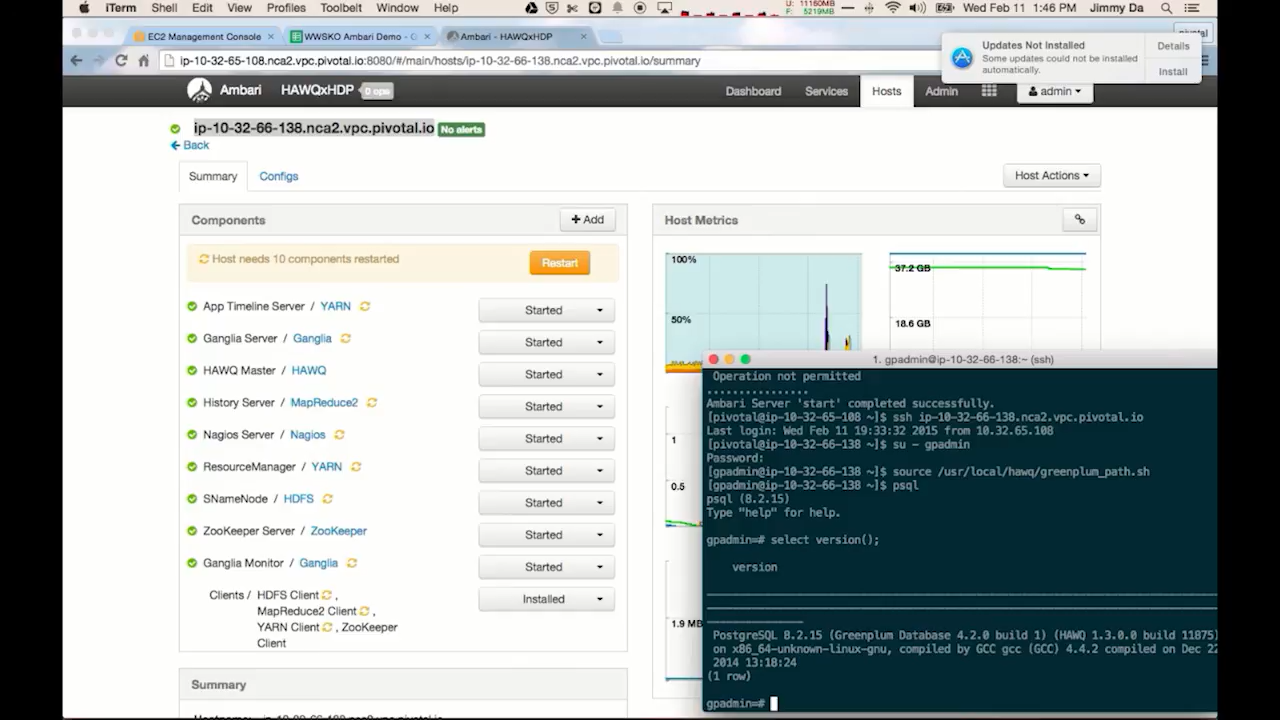 iTerm Shell Edit View Profiles Toolbelt Window Help
U: 11160MB
F: 5219MB
Wed Feb 11 1:46 PM Jimmy Da
EC2 Management Console
WWSKO Ambari Demo -
Ambari - HAWQxHDP
pivotal
ip-10-32-65-108.nca2.vpc.pivotal.io:8080/#/main/hosts/ip-10-32-66-138.nca2.vpc.pivotal.io/summary
Updates Not Installed
Some updates could not be installed
automatically.
Details
Install
Ambari HAWQxHDP 0 ops Dashboard Services Hosts Admin admin
ip-10-32-66-138.nca2.vpc.pivotal.io No alerts
Back
Summary Configs Host Actions
Components + Add
Host needs 10 components restarted Restart
App Timeline Server / YARN Started
Ganglia Server / Ganglia Started
HAWQ Master / HAWQ Started
History Server / MapReduce2 Started
Nagios Server / Nagios Started
ResourceManager / YARN Started
SNameNode / HDFS Started
ZooKeeper Server / ZooKeeper Started
Ganglia Monitor / Ganglia Started
Clients / HDFS Client , Installed
MapReduce2 Client ,
YARN Client , ZooKeeper
Client
Summary
Host Metrics
100%
50%
37.2 GB
18.6 GB
1
0.5
1.9 MB
1. gpadmin@ip-10-32-66-138:~ (ssh)
Operation not permitted
................
Ambari Server 'start' completed successfully.
[pivotal@ip-10-32-65-108 ~]$ ssh ip-10-32-66-138.nca2.vpc.pivotal.io
Last login: Wed Feb 11 19:33:32 2015 from 10.32.65.108
[pivotal@ip-10-32-66-138 ~]$ su - gpadmin
Password:
[gpadmin@ip-10-32-66-138 ~]$ source /usr/local/hawq/greenplum_path.sh
[gpadmin@ip-10-32-66-138 ~]$ psql
psql (8.2.15)
Type "help" for help.
gpadmin=# select version();
version
PostgreSQL 8.2.15 (Greenplum Database 4.2.0 build 1) (HAWQ 1.3.0.0 build 11875)
on x86_64-unknown-linux-gnu, compiled by GCC gcc (GCC) 4.4.2 compiled on Dec 22
2014 13:18:24
(1 row)
gpadmin=#